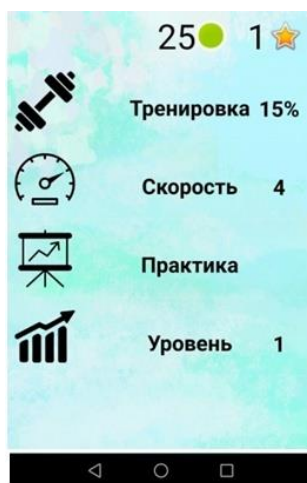 25 1
Тренировка 15%
Скорость 4
Практика
Уровень 1